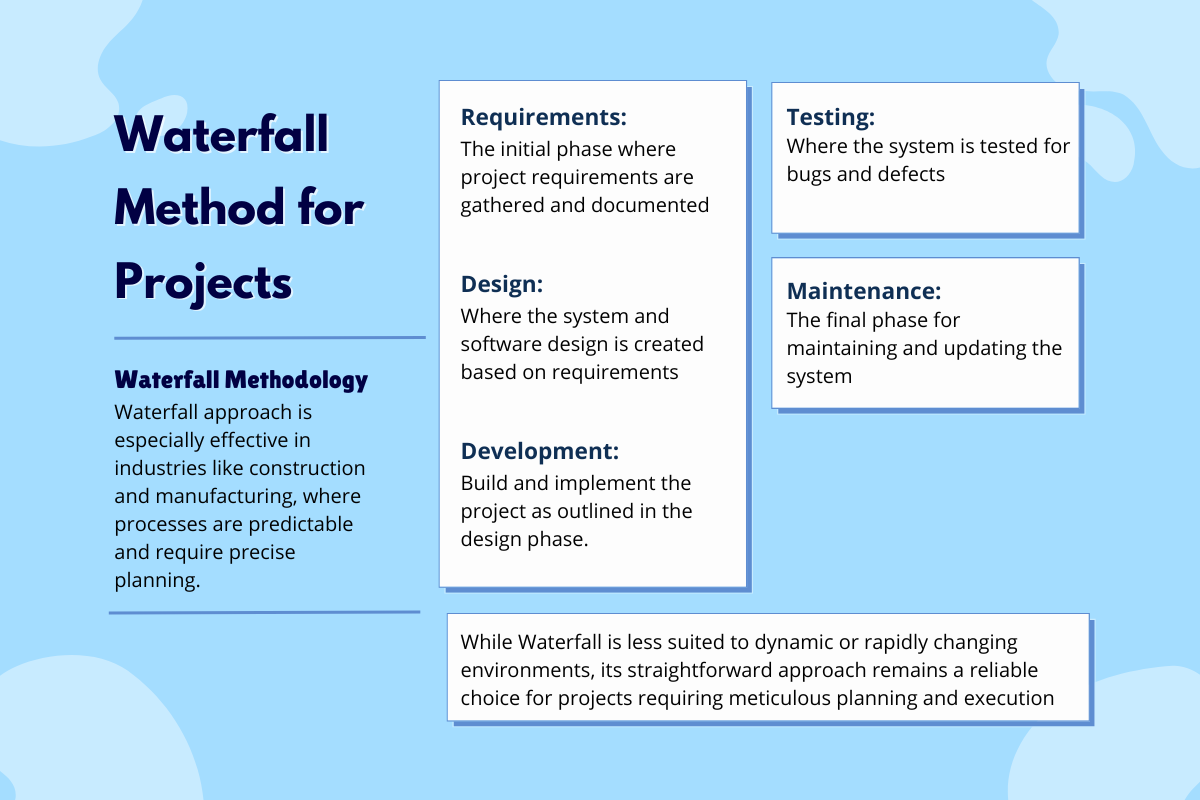 Waterfall
Method for
Projects
Waterfall Methodology
Waterfall approach is
especially effective in
industries like construction
and manufacturing, where
processes are predictable
and require precise
planning.
Requirements:
The initial phase where
project requirements are
gathered and documented
Design:
Where the system and
software design is created
based on requirements
Development:
Build and implement the
project as outlined in the
design phase.
Testing:
Where the system is tested for
bugs and defects
Maintenance:
The final phase for
maintaining and updating the
system
While Waterfall is less suited to dynamic or rapidly changing
environments, its straightforward approach remains a reliable
choice for projects requiring meticulous planning and execution